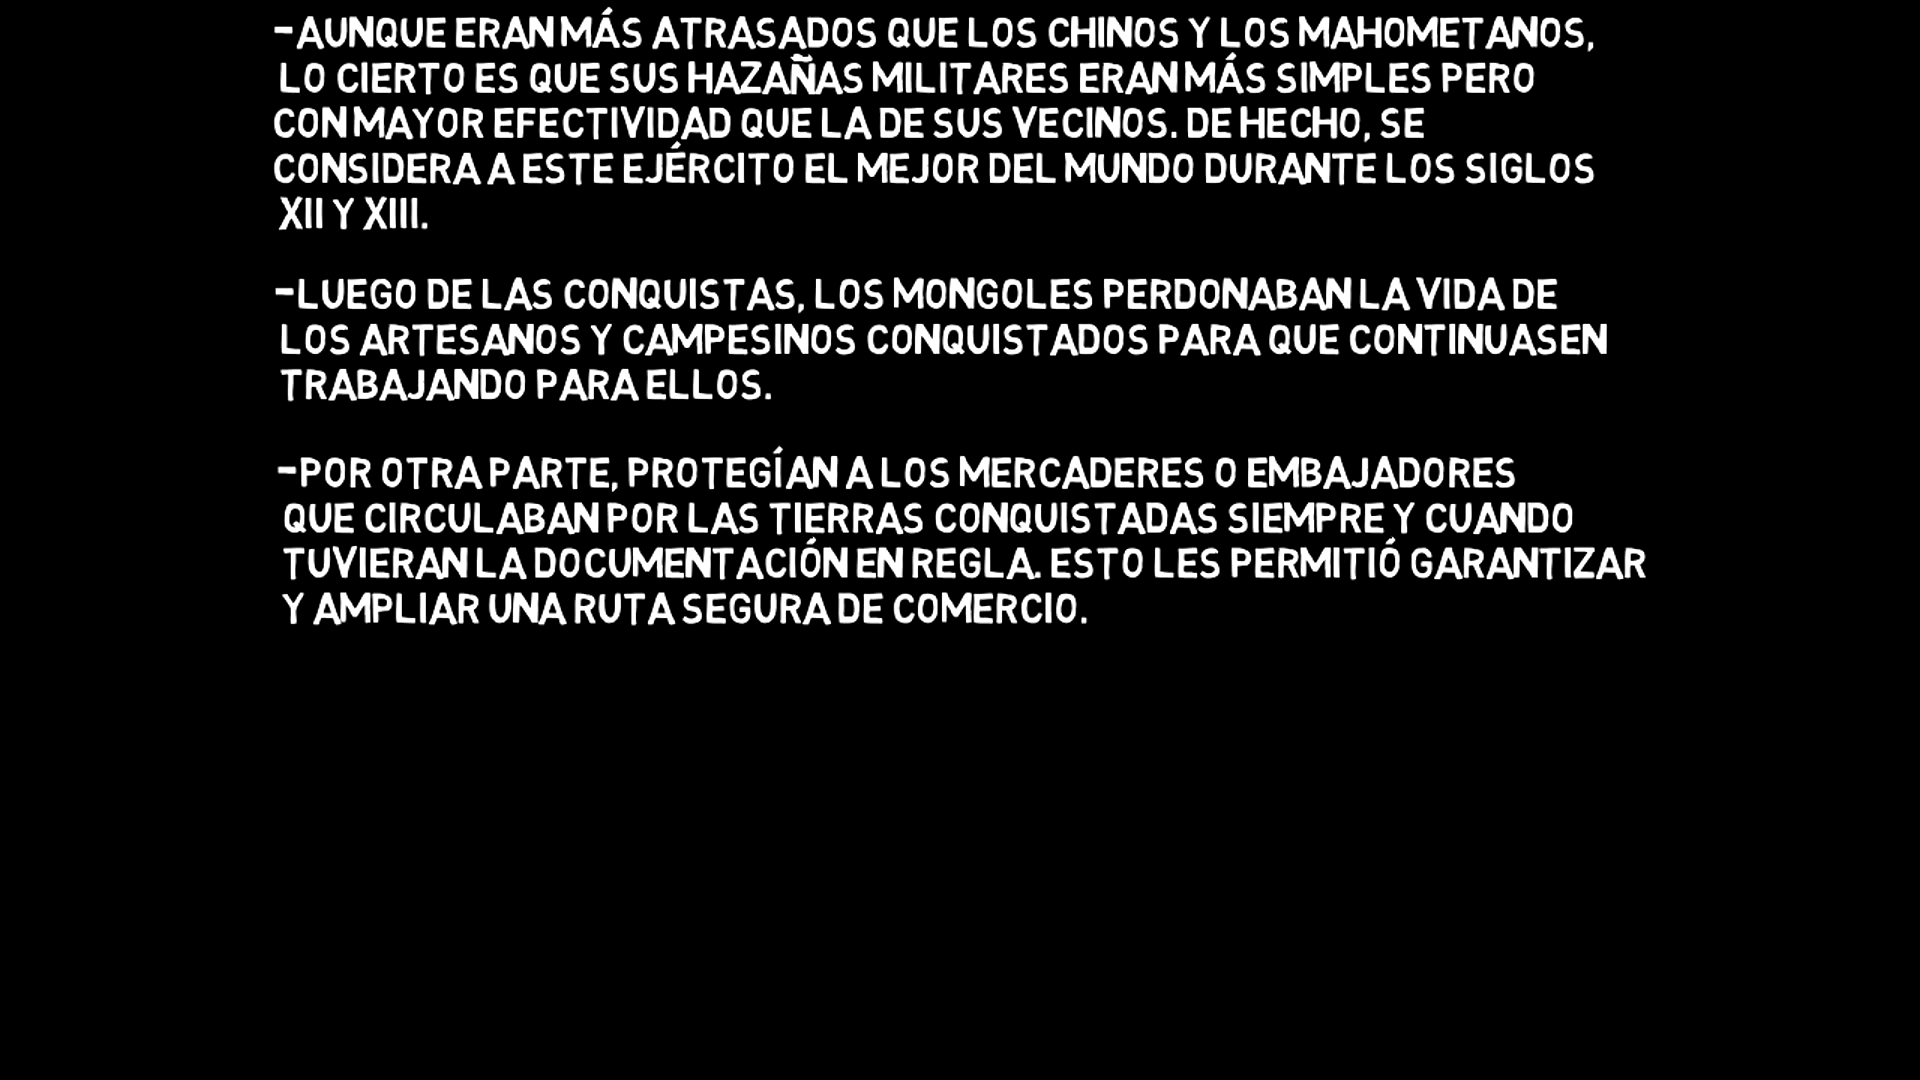 -AUNQUE ERAN MÁS ATRASADOS QUE LOS CHINOS Y LOS MAHOMETANOS,
LO CIERTO ES QUE SUS HAZAÑAS MILITARES ERAN MÁS SIMPLES PERO
CON MAYOR EFECTIVIDAD QUE LA DE SUS VECINOS. DE HECHO, SE
CONSIDERA A ESTE EJÉRCITO EL MEJOR DEL MUNDO DURANTE LOS SIGLOS
XII Y XIII.
-LUEGO DE LAS CONQUISTAS, LOS MONGOLES PERDONABAN LA VIDA DE
LOS ARTESANOS Y CAMPESINOS CONQUISTADOS PARA QUE CONTINUASEN
TRABAJANDO PARA ELLOS.
-POR OTRA PARTE, PROTEGÍAN A LOS MERCADERES O EMBAJADORES
QUE CIRCULABAN POR LAS TIERRAS CONQUISTADAS SIEMPRE Y CUANDO
TUVIERAN LA DOCUMENTACIÓN EN REGLA. ESTO LES PERMITIÓ GARANTIZAR
Y AMPLIAR UNA RUTA SEGURA DE COMERCIO.